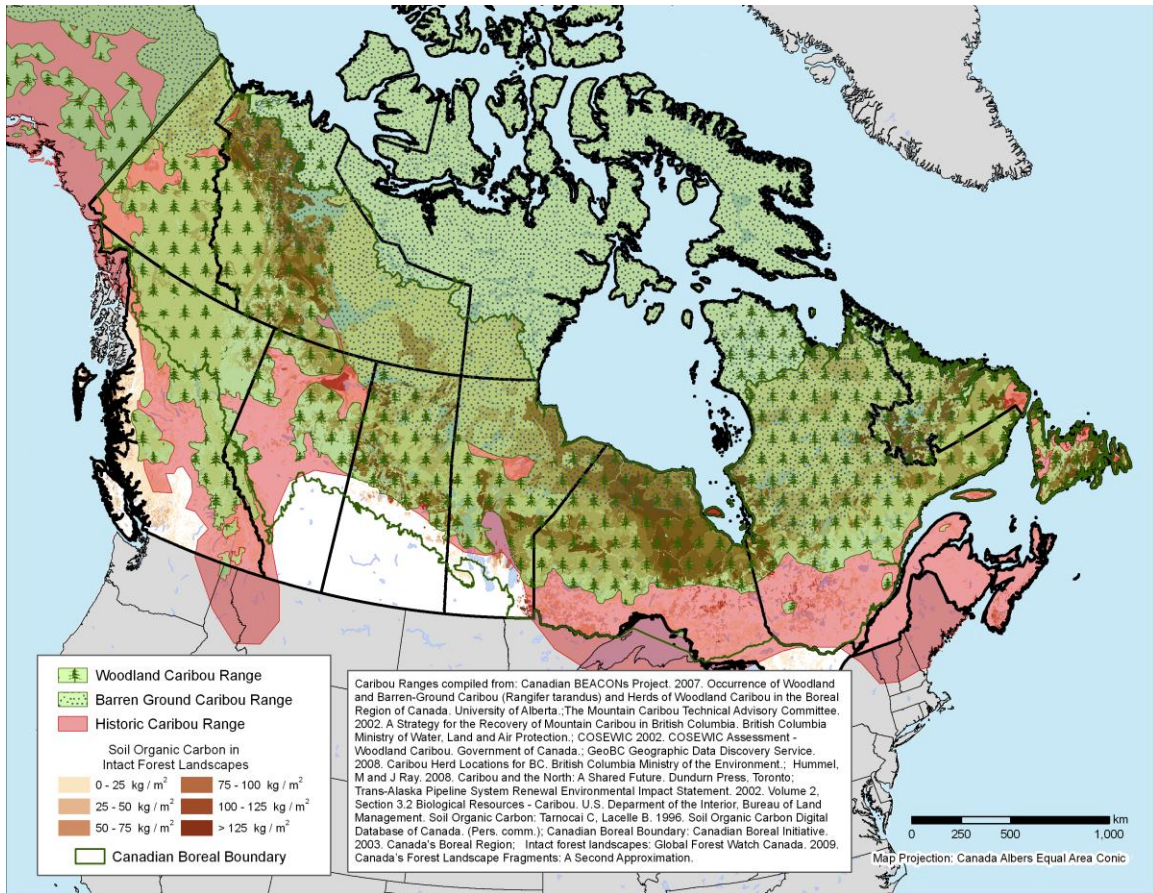 Woodland Caribou Range
Barren Ground Caribou Range
Historic Caribou Range
Soil Organic Carbon in
Intact Forest Landscapes
0 - 25 kg / m²
25 - 50 kg / m²
50 - 75 kg / m²
75 - 100 kg / m²
100 - 125 kg / m²
> 125 kg / m²
Canadian Boreal Boundary
Caribou Ranges compiled from: Canadian BEACONs Project. 2007. Occurrence of Woodland
and Barren-Ground Caribou (Rangifer tarandus) and Herds of Woodland Caribou in the Boreal
Region of Canada. University of Alberta.;The Mountain Caribou Technical Advisory Committee.
2002. A Strategy for the Recovery of Mountain Caribou in British Columbia. British Columbia
Ministry of Water, Land and Air Protection.; COSEWIC 2002. COSEWIC Assessment -
Woodland Caribou. Government of Canada.; GeoBC Geographic Data Discovery Service.
2008. Caribou Herd Locations for BC. British Columbia Ministry of the Environment.; Hummel,
M and J Ray. 2008. Caribou and the North: A Shared Future. Dundurn Press, Toronto;
Trans-Alaska Pipeline System Renewal Environmental Impact Statement. 2002. Volume 2,
Section 3.2 Biological Resources - Caribou. U.S. Deparment of the Interior, Bureau of Land
Management. Soil Organic Carbon: Tarnocai C, Lacelle B. 1996. Soil Organic Carbon Digital
Database of Canada. (Pers. comm.); Canadian Boreal Boundary: Canadian Boreal Initiative.
2003. Canada's Boreal Region; Intact forest landscapes: Global Forest Watch Canada. 2009.
Canada's Forest Landscape Fragments: A Second Approximation.
km
0 250 500 1,000
Map Projection: Canada Albers Equal Area Conic